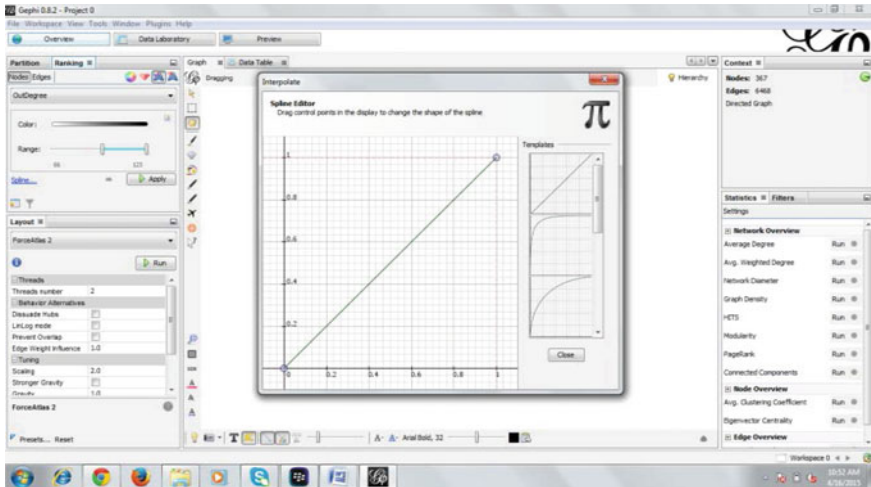 Gephi 0.8.2 - Project 0
File Workspace View Tools Window Plugins Help
Overview
Data Laboratory
Preview
Partition Ranking
Nodes Edges
OutDegree
Color:
Range:
66 123
Spline...
Apply
Layout
ForceAtlas 2
Run
Threads
Threads number 2
Behavior Alternatives
Dissuade Hubs
LinLog mode
Prevent Overlap
Edge Weight Influence 1.0
Tuning
Scaling 2.0
Stronger Gravity
Gravity 1.0
ForceAtlas 2
Presets... Reset
Graph Data Table
Dragging
Hierarchy
Interpolate
Spline Editor
Drag control points in the display to change the shape of the spline
π
Templates
1
0.8
0.6
0.4
0.2
0 0.2 0.4 0.6 0.8 1
Close
T
A- A- Arial Bold, 32
Context
Nodes: 367
Edges: 6468
Directed Graph
Statistics Filters
Settings
Network Overview
Average Degree Run
Avg. Weighted Degree Run
Network Diameter Run
Graph Density Run
HITS Run
Modularity Run
PageRank Run
Connected Components Run
Node Overview
Avg. Clustering Coefficient Run
Eigenvector Centrality Run
Edge Overview
Workspace 0
10:52 AM
4/16/2015